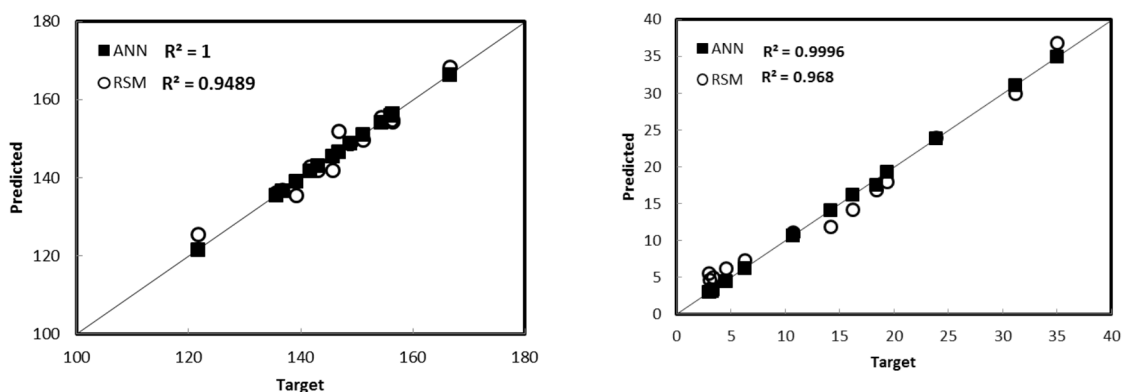 180
160
140
120
100
Predicted
ANN R² = 1
RSM R² = 0.9489
100 120 140 160 180
Target
40
35
30
25
20
15
10
5
0
Predicted
ANN R² = 0.9996
RSM R² = 0.968
0 5 10 15 20 25 30 35 40
Target